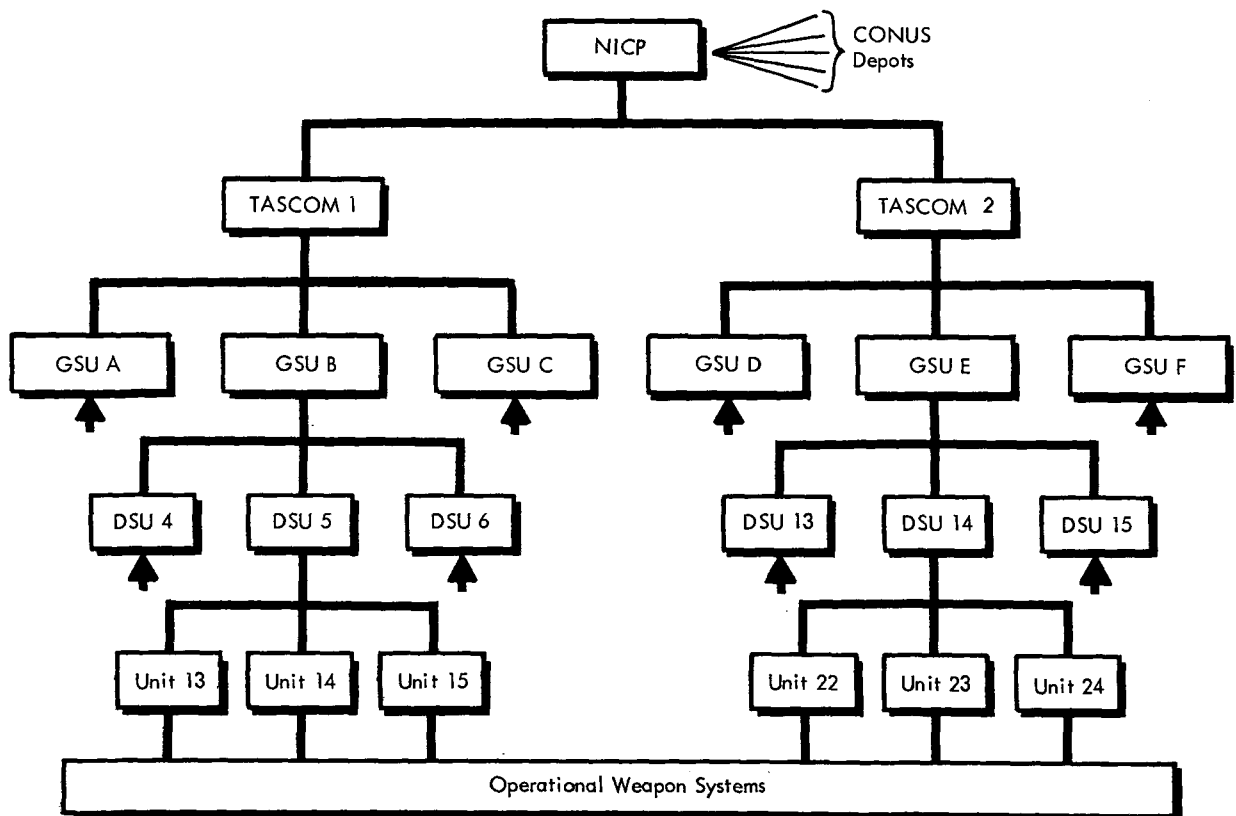 NICP
CONUS
Depots
TASCOM 1
TASCOM 2
GSU A
GSU B
GSU C
GSU D
GSU E
GSU F
DSU 4
DSU 5
DSU 6
DSU 13
DSU 14
DSU 15
Unit 13
Unit 14
Unit 15
Unit 22
Unit 23
Unit 24
Operational Weapon Systems